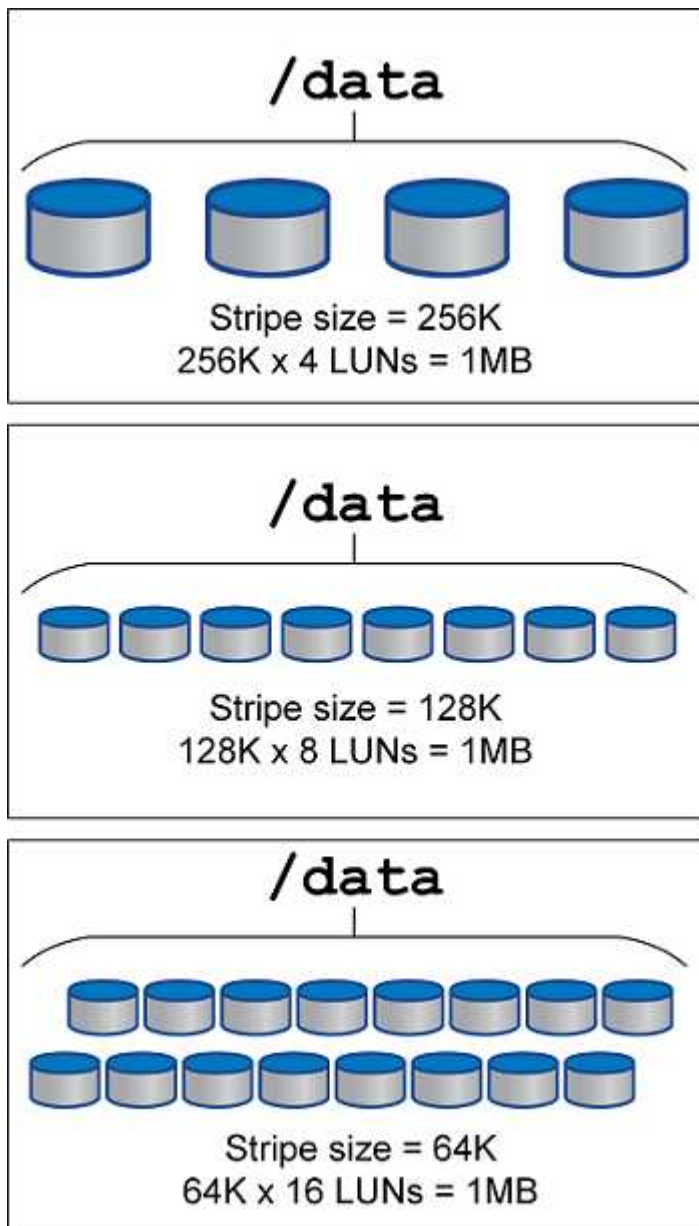 /data
Stripe size = 256K
256K x 4 LUNs = 1MB
/data
Stripe size = 128K
128K x 8 LUNs = 1MB
/data
Stripe size = 64K
64K x 16 LUNs = 1MB